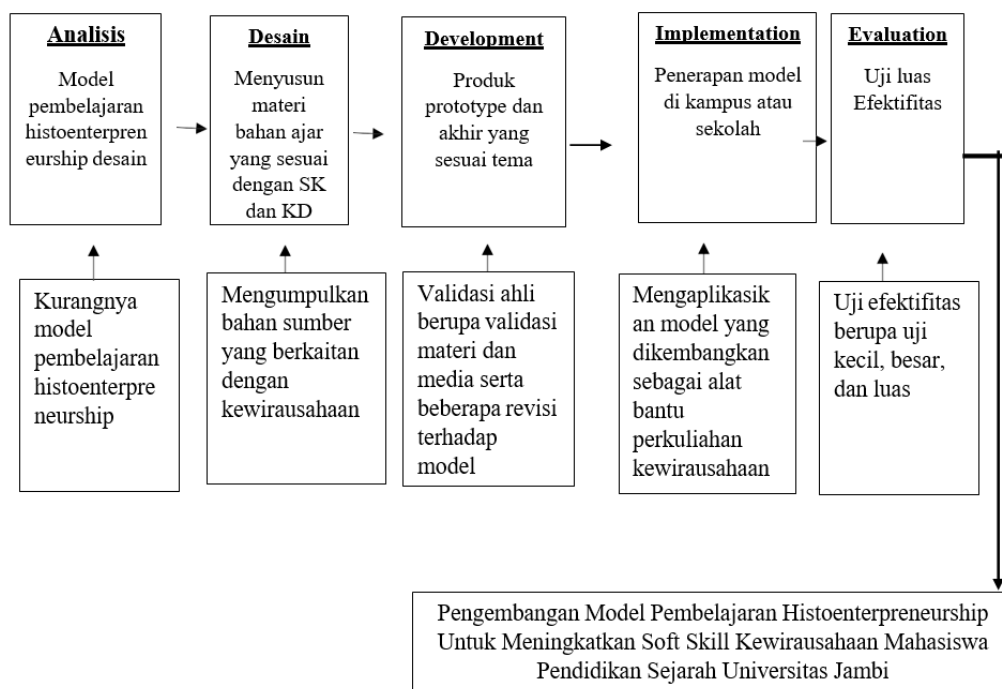 Analisis
Model
pembelajaran
histoenterpren
eurship desain
Desain
Menyusun
materi
bahan ajar
yang sesuai
dengan SK
dan KD
Development
Produk
prototype dan
akhir yang
sesuai tema
Implementation
Penerapan model
di kampus atau
sekolah
Evaluation
Uji luas
Efektifitas
Kurangnya
model
pembelajaran
histoenterpre
neurship
Mengumpulkan
bahan sumber
yang berkaitan
dengan
kewirausahaan
Validasi ahli
berupa validasi
materi dan
media serta
beberapa revisi
terhadap
model
Mengaplikasik
an model yang
dikembangkan
sebagai alat
bantu
perkuliahan
kewirausahaan
Uji efektifitas
berupa uji
kecil, besar,
dan luas
Pengembangan Model Pembelajaran Histoenterpreneurship
Untuk Meningkatkan Soft Skill Kewirausahaan Mahasiswa
Pendidikan Sejarah Universitas Jambi